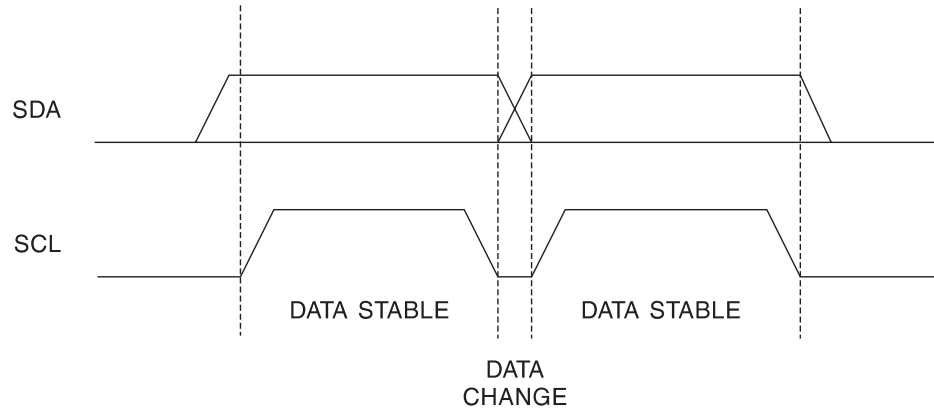 SDA
SCL
DATA STABLE
DATA STABLE
DATA
CHANGE